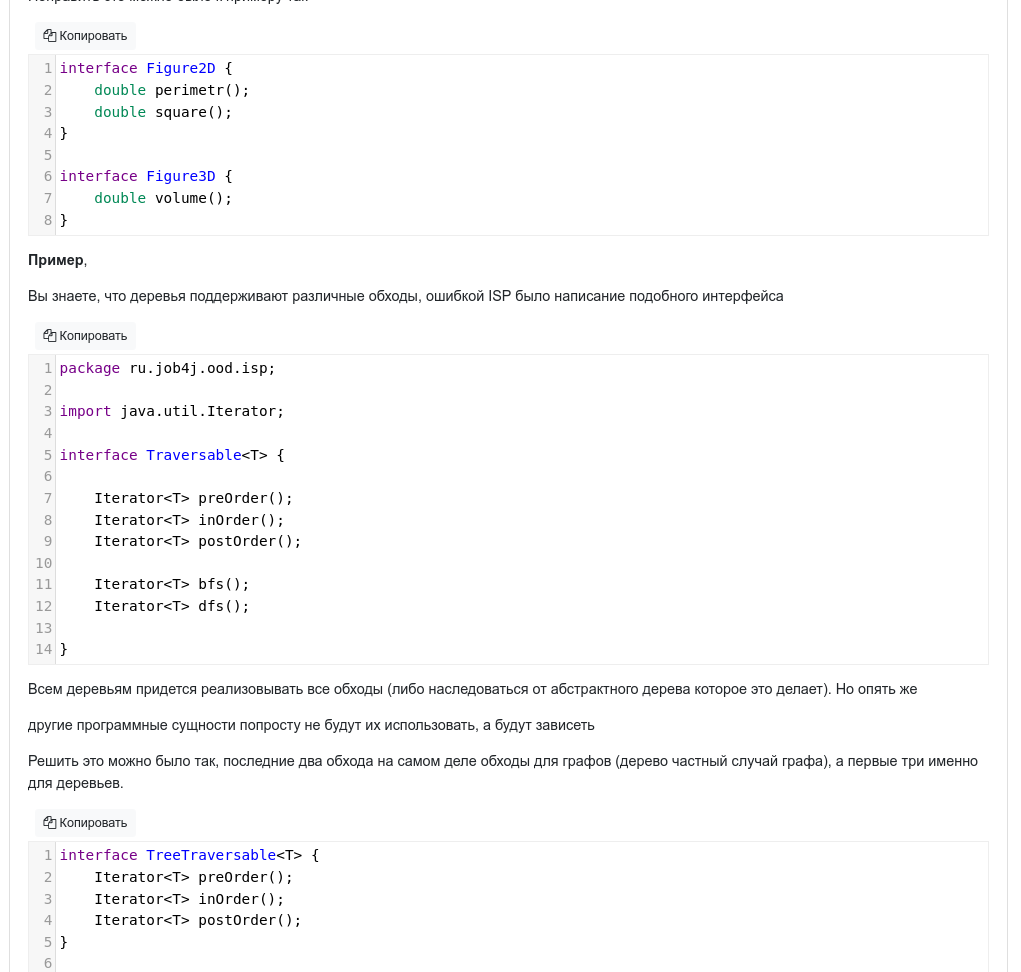 Копировать
1 interface Figure2D {
2     double perimetr();
3     double square();
4 }
5
6 interface Figure3D {
7     double volume();
8 }
Пример,
Вы знаете, что деревья поддерживают различные обходы, ошибкой ISP было написание подобного интерфейса
Копировать
1 package ru.job4j.ood.isp;
2
3 import java.util.Iterator;
4
5 interface Traversable<T> {
6
7     Iterator<T> preOrder();
8     Iterator<T> inOrder();
9     Iterator<T> postOrder();
10
11     Iterator<T> bfs();
12     Iterator<T> dfs();
13
14 }
Всем деревьям придется реализовывать все обходы (либо наследоваться от абстрактного дерева которое это делает). Но опять же
другие программные сущности попросту не будут их использовать, а будут зависеть
Решить это можно было так, последние два обхода на самом деле обходы для графов (дерево частный случай графа), а первые три именно
для деревьев.
Копировать
1 interface TreeTraversable<T> {
2     Iterator<T> preOrder();
3     Iterator<T> inOrder();
4     Iterator<T> postOrder();
5 }
6